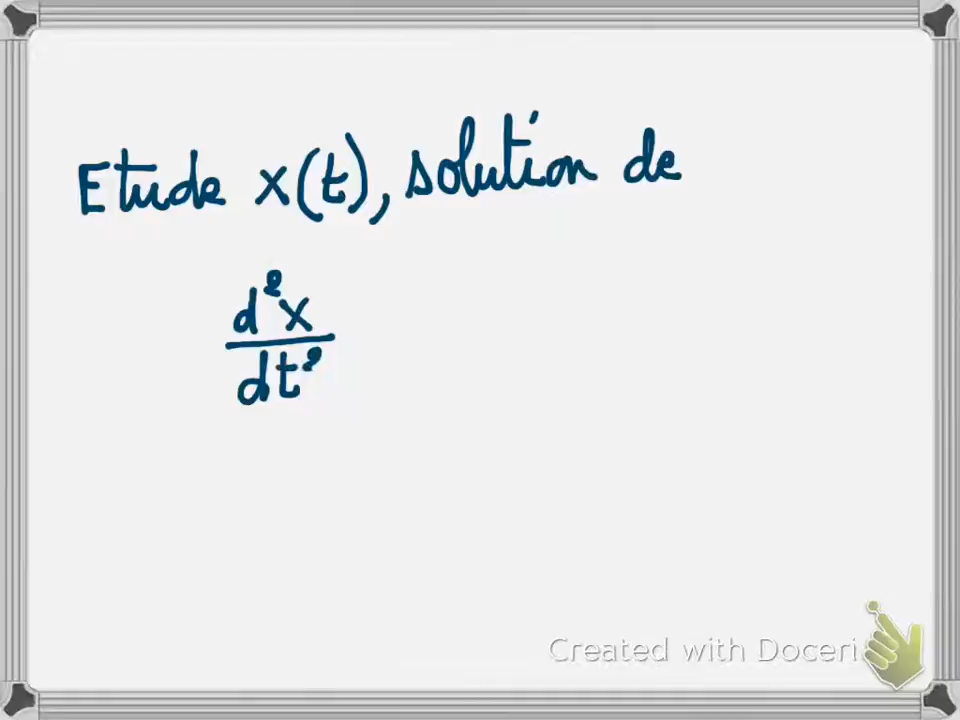 Etude x(t), solution de
d²x
dt²
Created with Doceri